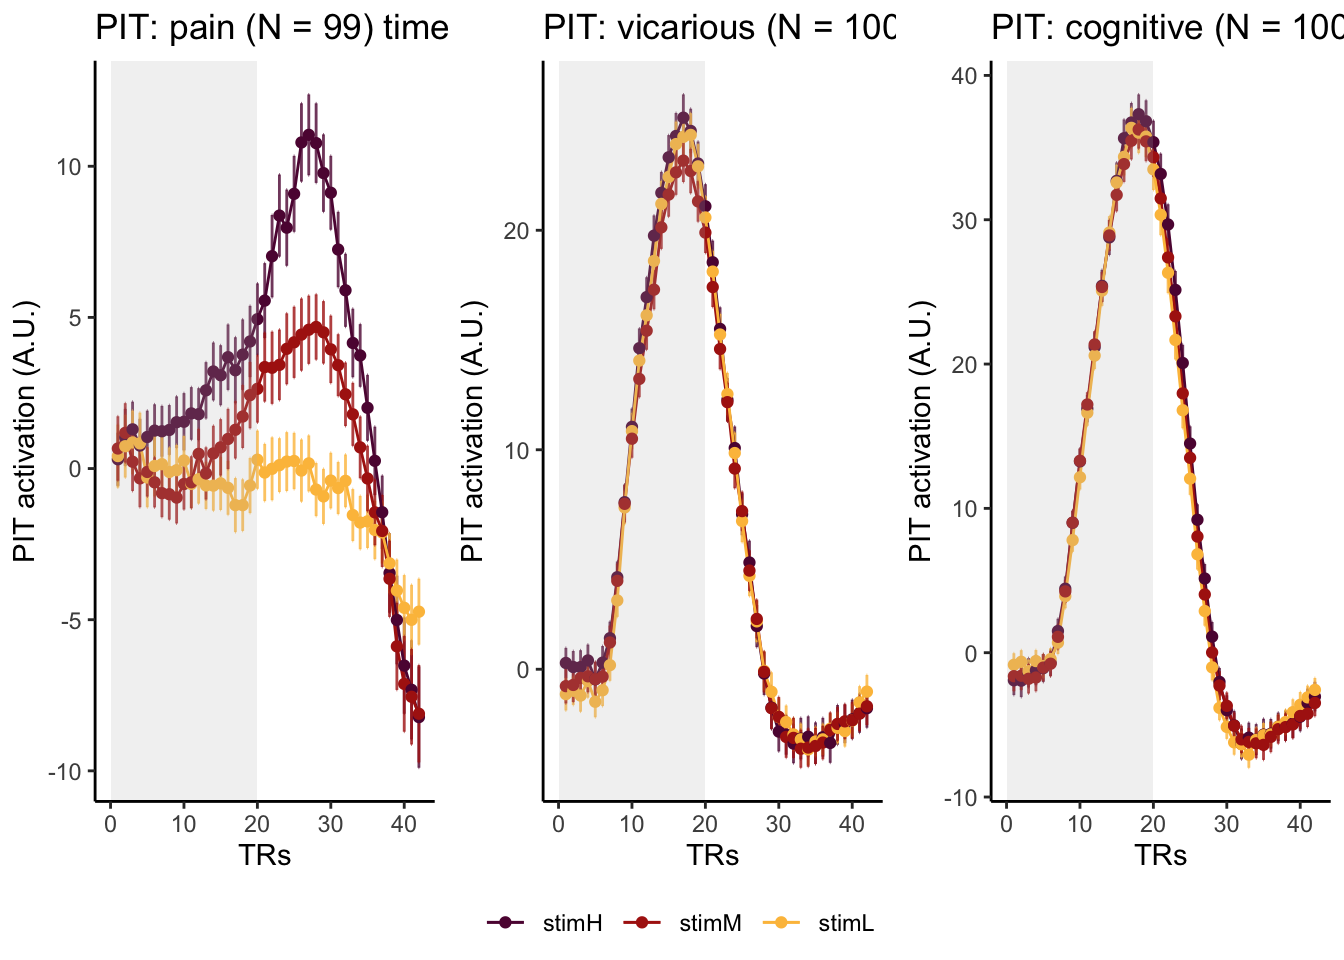 PIT: pain (N = 99) time
PIT activation (A.U.)
10
5
0
-5
-10
0 10 20 30 40
TRs
PIT: vicarious (N = 100
PIT activation (A.U.)
20
10
0
0 10 20 30 40
TRs
PIT: cognitive (N = 100
PIT activation (A.U.)
40
30
20
10
0
-10
0 10 20 30 40
TRs
stimH stimM stimL